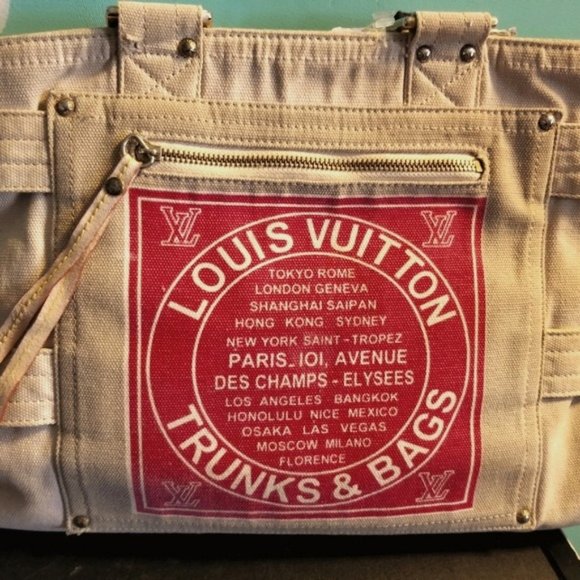 LV LV
LOUIS VUITTON
TOKYO ROME
LONDON GENEVA
SHANGHAI SAIPAN
HONG KONG SYDNEY
NEW YORK SAINT-TROPEZ
PARIS_101, AVENUE
DES CHAMPS - ELYSEES
LOS ANGELES BANGKOK
HONOLULU NICE MEXICO
OSAKA LAS VEGAS
MOSCOW MILANO
FLORENCE
TRUNKS & BAGS
LV LV